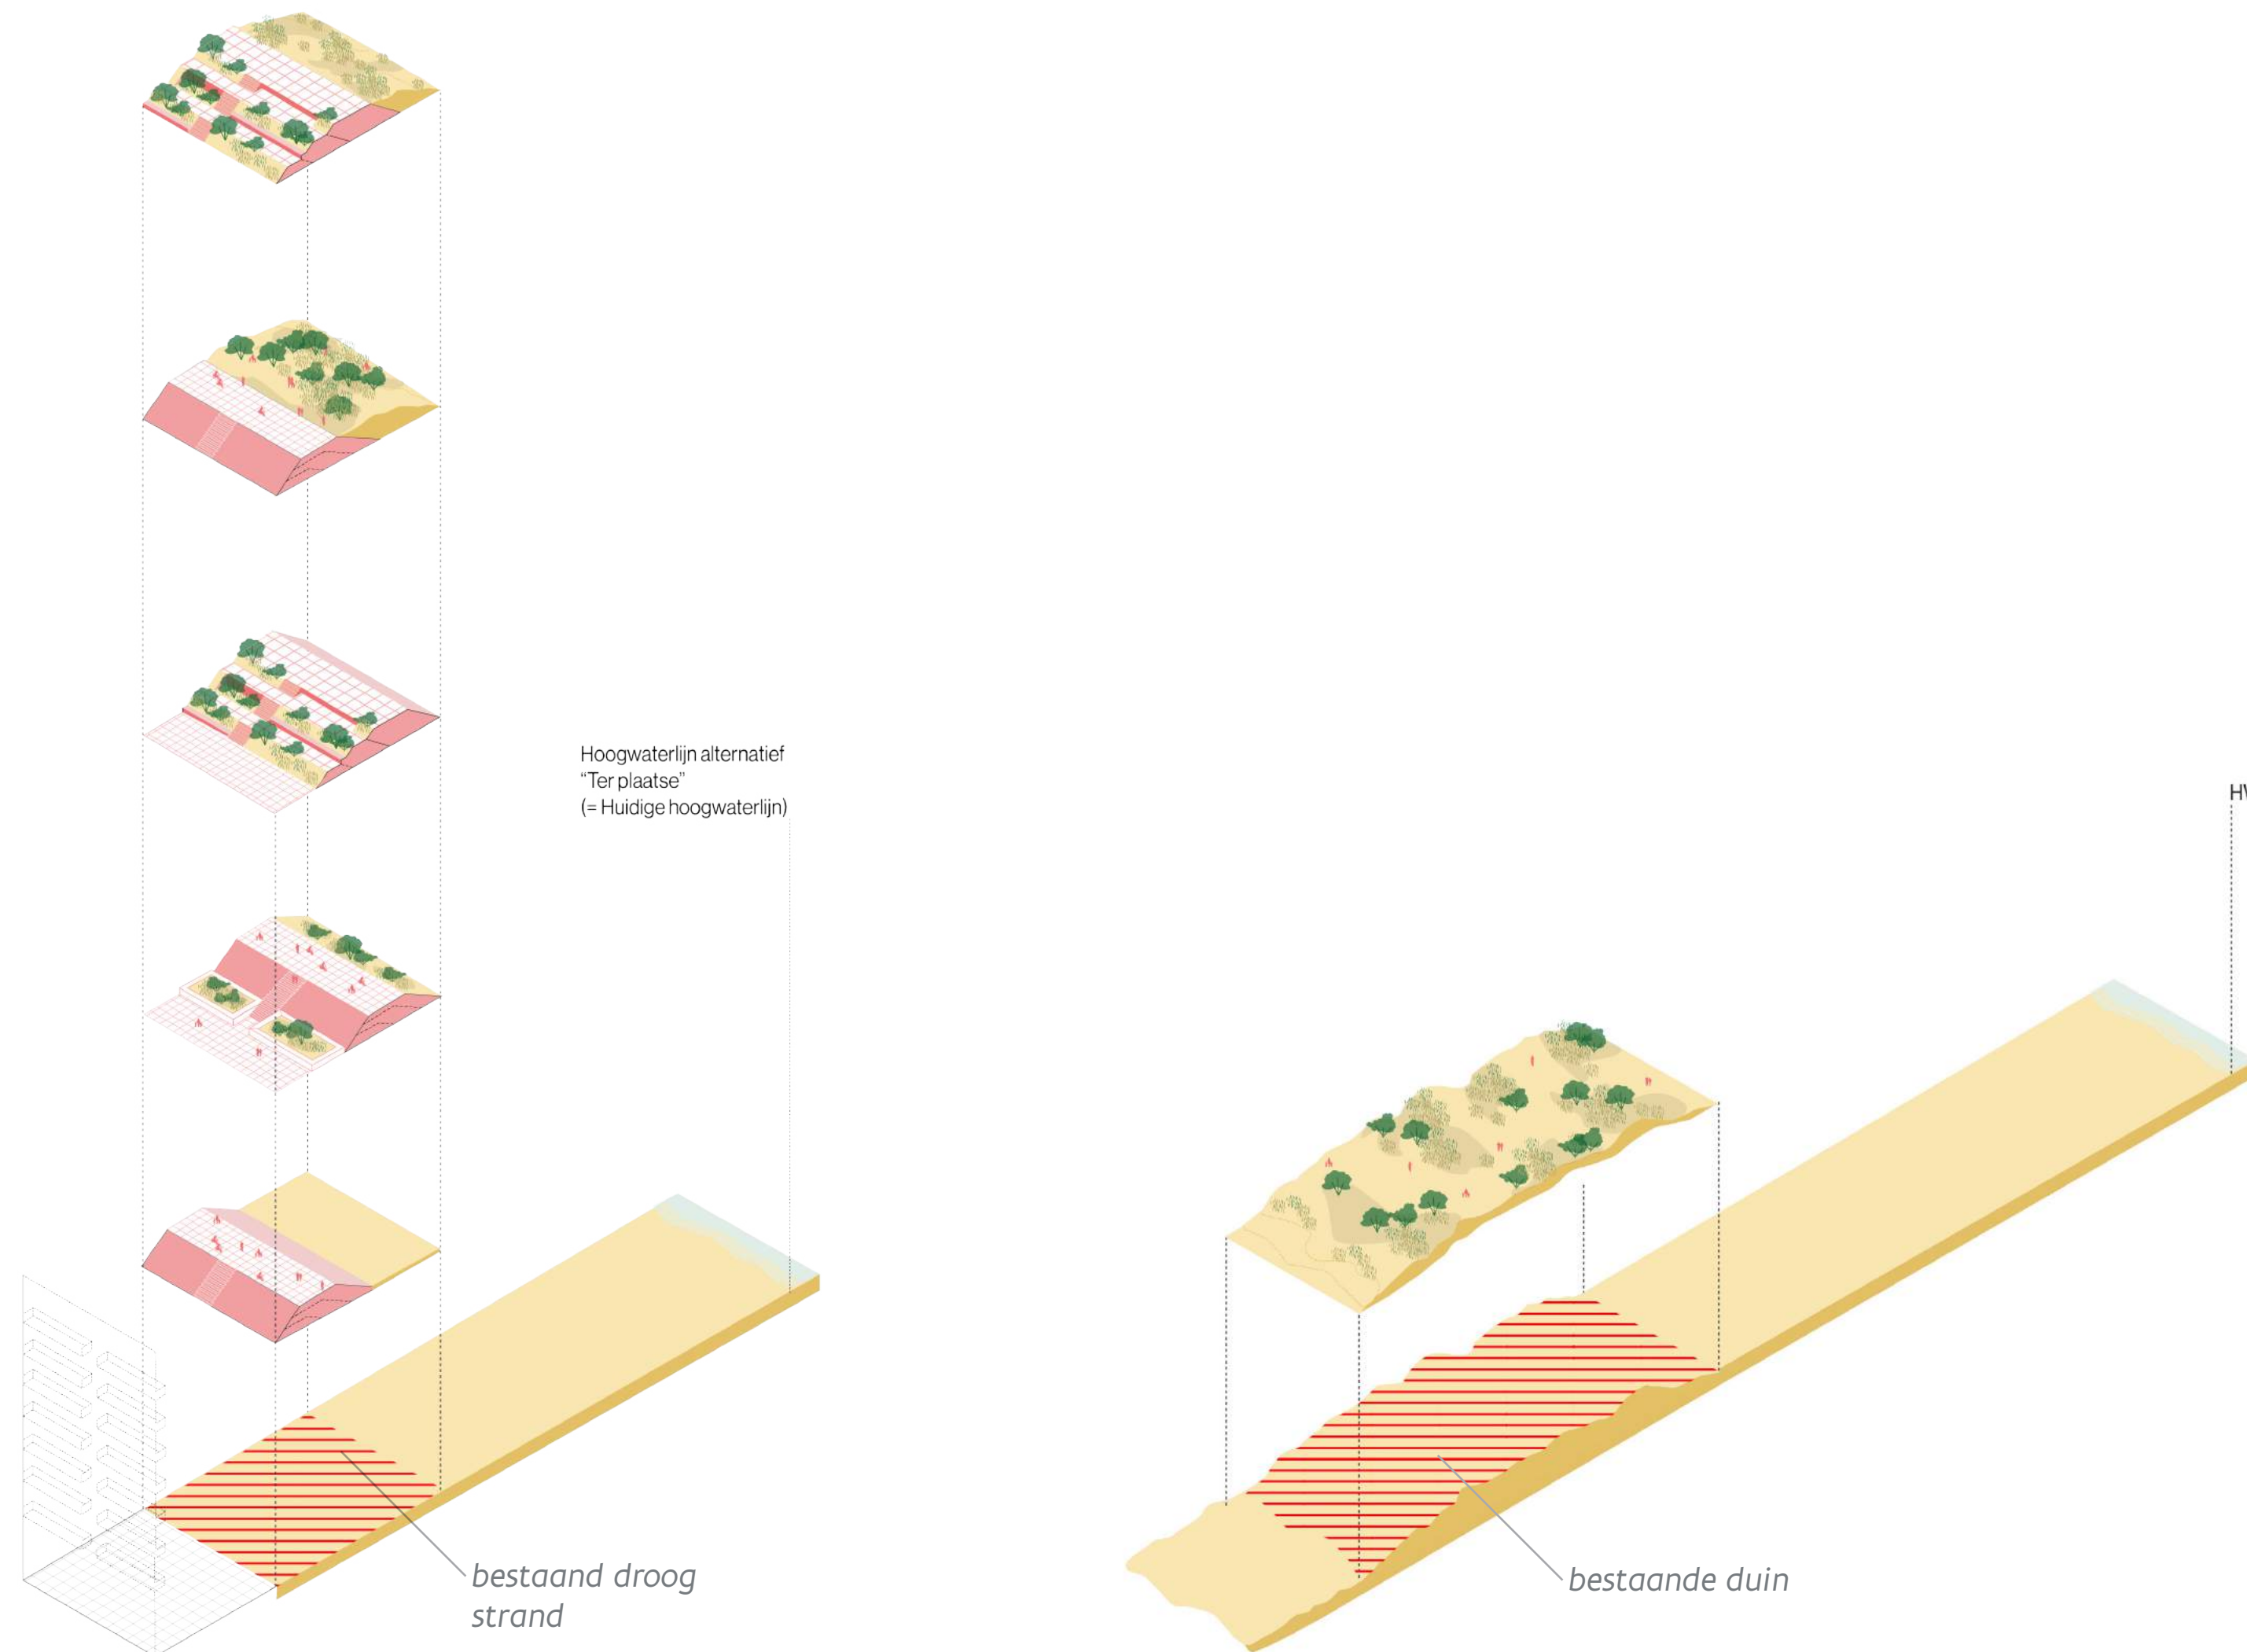 Hoogwaterlijn alternatief
“Ter plaatse”
(= Huidige hoogwaterlijn)
bestaand droog
strand
bestaande duin